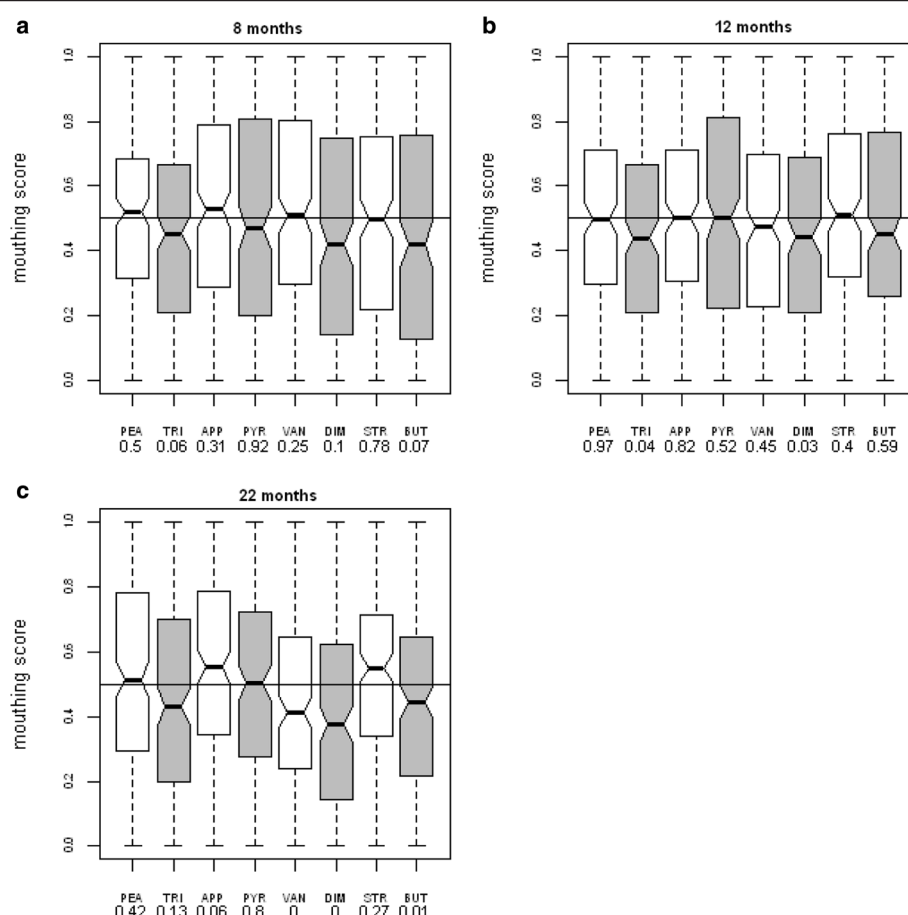 a
8 months
mouthing score
1.0
0.8
0.6
0.4
0.2
0.0
PEA TRI APP PYR VAN DIM STR BUT
0.5 0.06 0.31 0.92 0.25 0.1 0.78 0.07
b
12 months
mouthing score
1.0
0.8
0.6
0.4
0.2
0.0
PEA TRI APP PYR VAN DIM STR BUT
0.97 0.04 0.82 0.52 0.45 0.03 0.4 0.59
c
22 months
mouthing score
1.0
0.8
0.6
0.4
0.2
0.0
PEA TRI APP PYR VAN DIM STR BUT
0.42 0.13 0.06 0.8 0 0 0.27 0.01